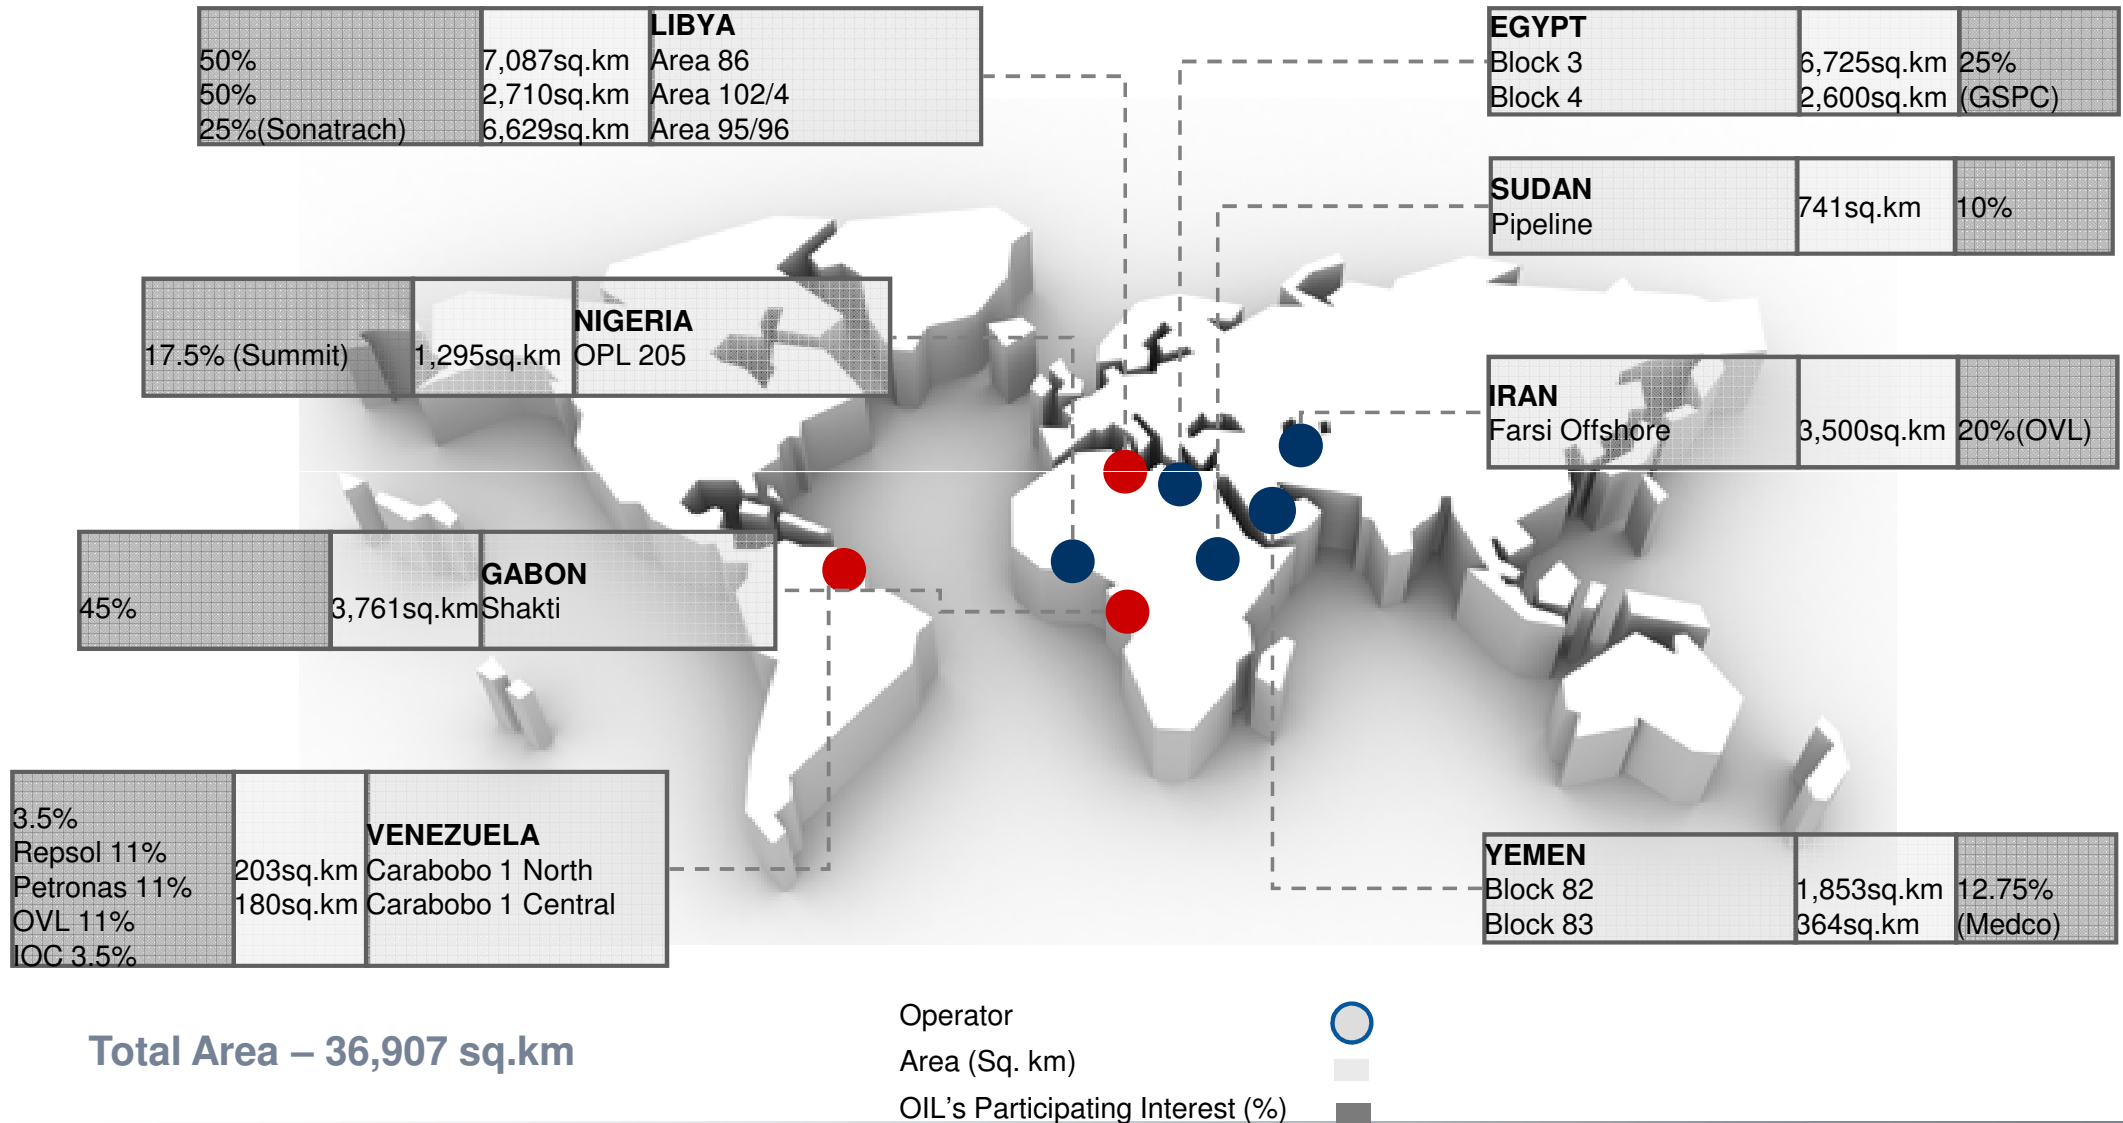 LIBYA
50% 7,087sq.km Area 86
50% 2,710sq.km Area 102/4
25%(Sonatrach) 6,629sq.km Area 95/96
EGYPT
Block 3 6,725sq.km 25%
Block 4 2,600sq.km (GSPC)
SUDAN
Pipeline 741sq.km 10%
NIGERIA
17.5% (Summit) 1,295sq.km OPL 205
IRAN
Farsi Offshore 3,500sq.km 20%(OVL)
GABON
45% 3,761sq.km Shakti
3.5%
Repsol 11%
Petronas 11%
OVL 11%
IOC 3.5%
203sq.km
180sq.km
VENEZUELA
Carabobo 1 North
Carabobo 1 Central
YEMEN
Block 82 1,853sq.km 12.75%
Block 83 364sq.km (Medco)
Total Area – 36,907 sq.km
Operator
Area (Sq. km)
OIL's Participating Interest (%)